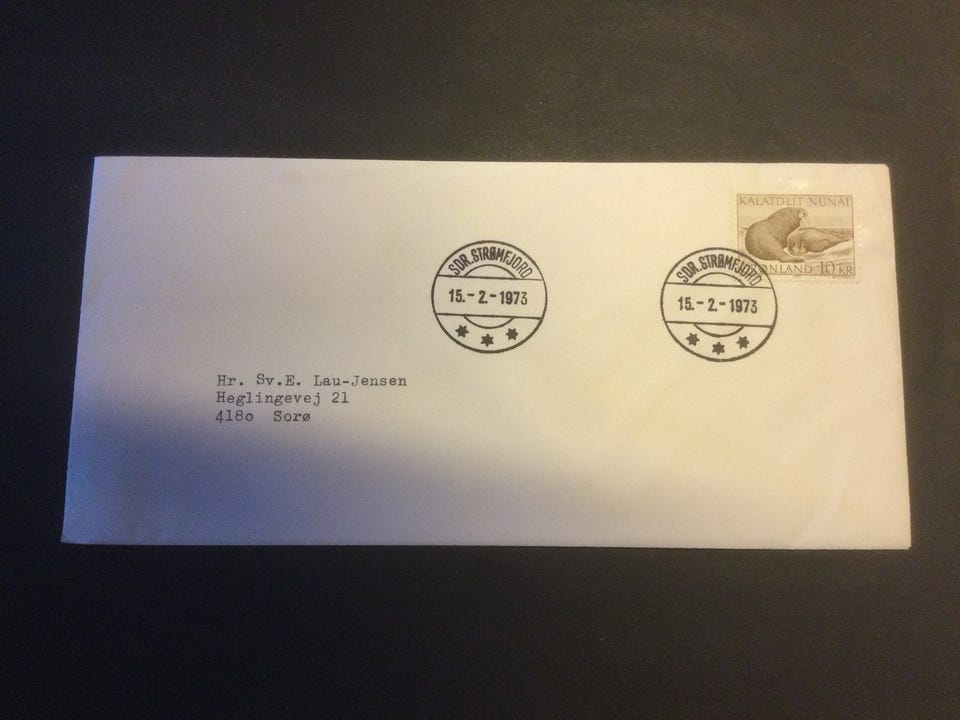 KALATDLIT NUNAT
GRØNLAND 10 KR
SDR. STRØMFJORD
15.-2.-1973
SDR. STRØMFJORD
15.-2.-1973
Hr. Sv.E. Lau-Jensen
Heglingevej 21
418o Sorø